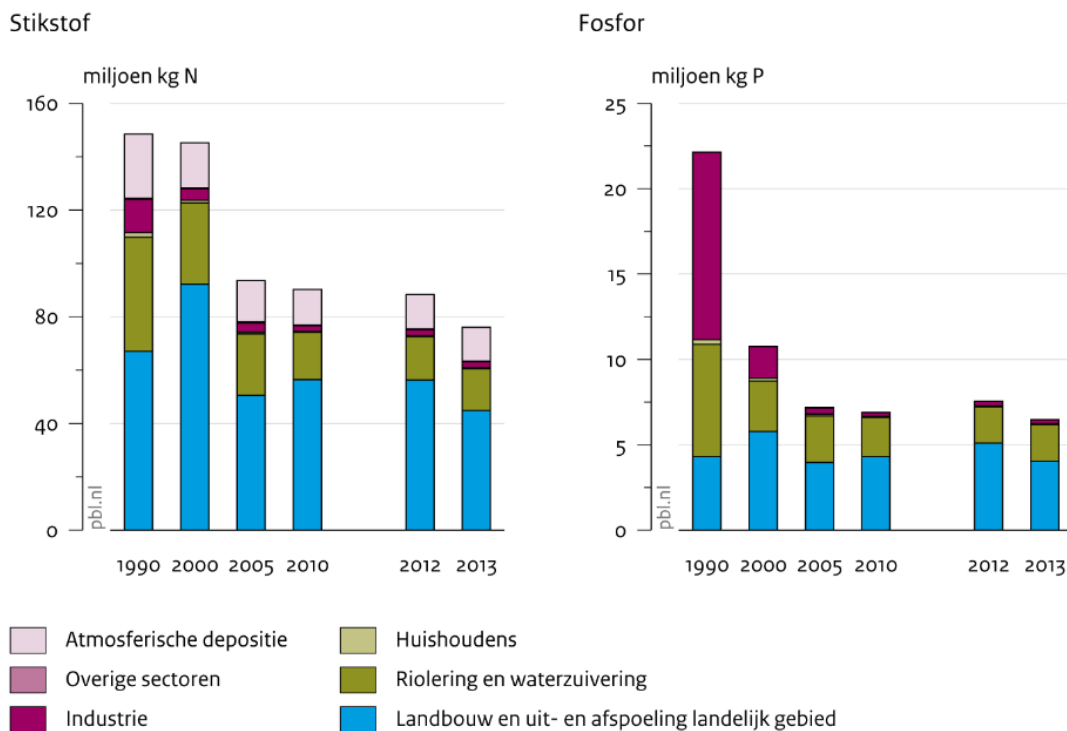 Stikstof
miljoen kg N
160
120
80
40
0
pbl.nl
1990 2000 2005 2010 2012 2013
Fosfor
miljoen kg P
25
20
15
10
5
0
pbl.nl
1990 2000 2005 2010 2012 2013
Atmosferische depositie
Overige sectoren
Industrie
Huishoudens
Riolering en waterzuivering
Landbouw en uit- en afspoeling landelijk gebied